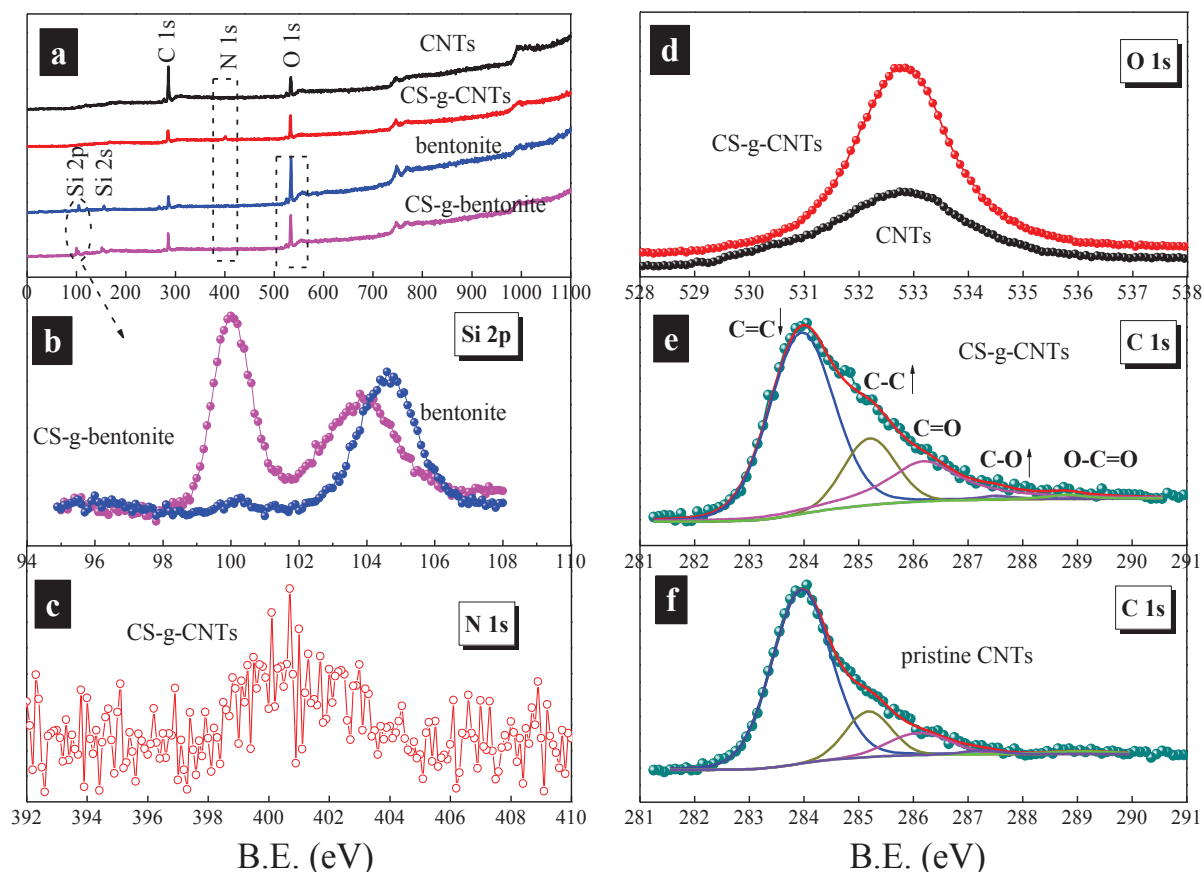 a
C 1s
N 1s
O 1s
CNTs
CS-g-CNTs
bentonite
CS-g-bentonite
Si 2p
Si 2s
0 100 200 300 400 500 600 700 800 900 1000 1100
b
Si 2p
CS-g-bentonite
bentonite
94 96 98 100 102 104 106 108 110
c
N 1s
CS-g-CNTs
392 394 396 398 400 402 404 406 408 410
B.E. (eV)
d
O 1s
CS-g-CNTs
CNTs
528 529 530 531 532 533 534 535 536 537 538
e
C=C
C 1s
CS-g-CNTs
C-C
C=O
C-O
O-C=O
281 282 283 284 285 286 287 288 289 290 291
f
C 1s
pristine CNTs
281 282 283 284 285 286 287 288 289 290 291
B.E. (eV)